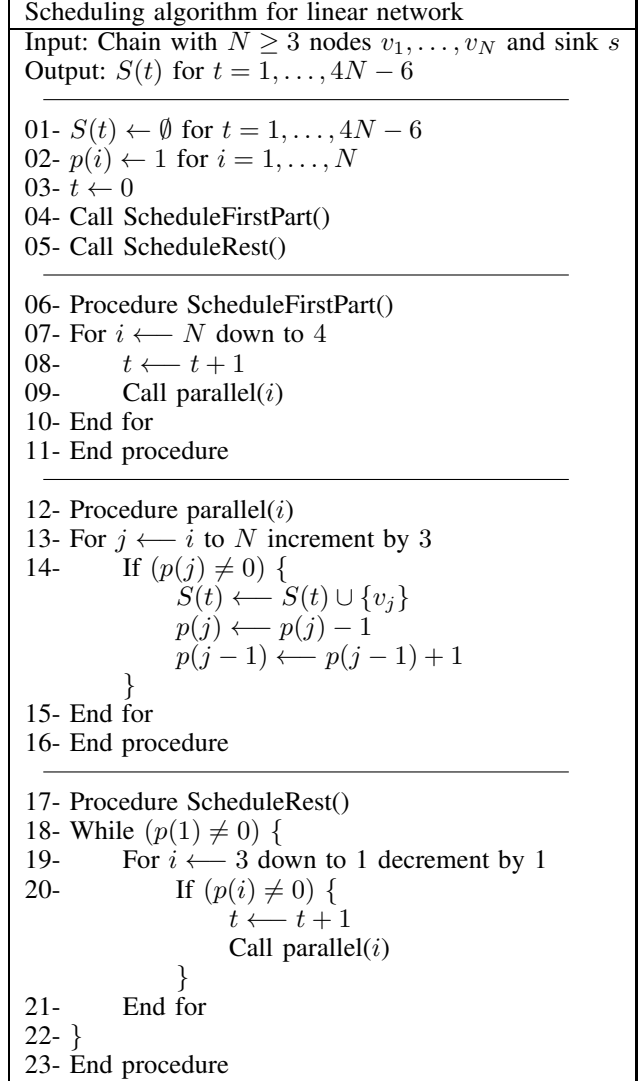 Scheduling algorithm for linear network
Input: Chain with N ≥ 3 nodes v₁, . . . , v_N and sink s
Output: S(t) for t = 1, . . . , 4N − 6
01- S(t) ← ∅ for t = 1, . . . , 4N − 6
02- p(i) ← 1 for i = 1, . . . , N
03- t ← 0
04- Call ScheduleFirstPart()
05- Call ScheduleRest()
06- Procedure ScheduleFirstPart()
07- For i ⟵ N down to 4
08- t ⟵ t + 1
09- Call parallel(i)
10- End for
11- End procedure
12- Procedure parallel(i)
13- For j ⟵ i to N increment by 3
14- If (p(j) ≠ 0) {
S(t) ⟵ S(t) ∪ {v_j}
p(j) ⟵ p(j) − 1
p(j − 1) ⟵ p(j − 1) + 1
}
15- End for
16- End procedure
17- Procedure ScheduleRest()
18- While (p(1) ≠ 0) {
19- For i ⟵ 3 down to 1 decrement by 1
20- If (p(i) ≠ 0) {
t ⟵ t + 1
Call parallel(i)
}
21- End for
22- }
23- End procedure